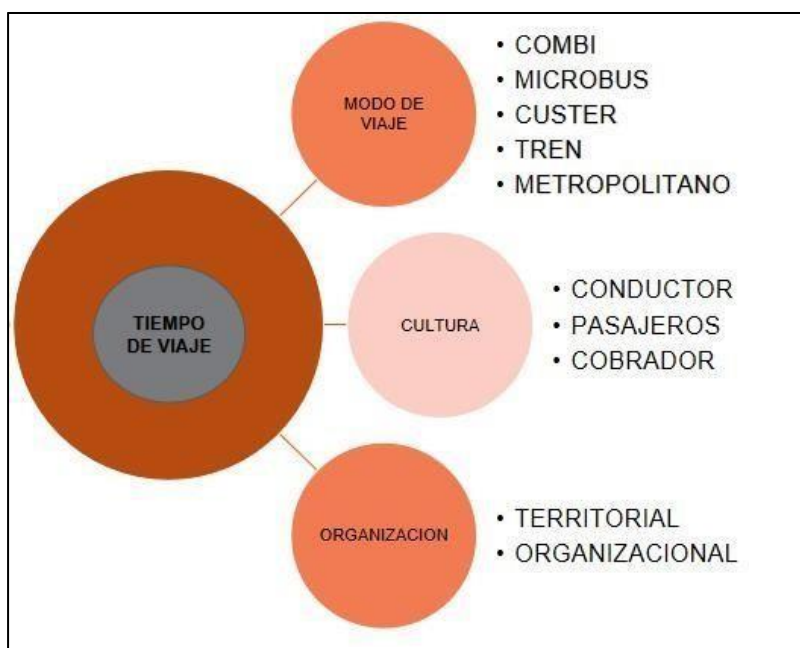 TIEMPO
DE VIAJE
MODO DE
VIAJE
• COMBI
• MICROBUS
• CUSTER
• TREN
• METROPOLITANO
CULTURA
• CONDUCTOR
• PASAJEROS
• COBRADOR
ORGANIZACION
• TERRITORIAL
• ORGANIZACIONAL